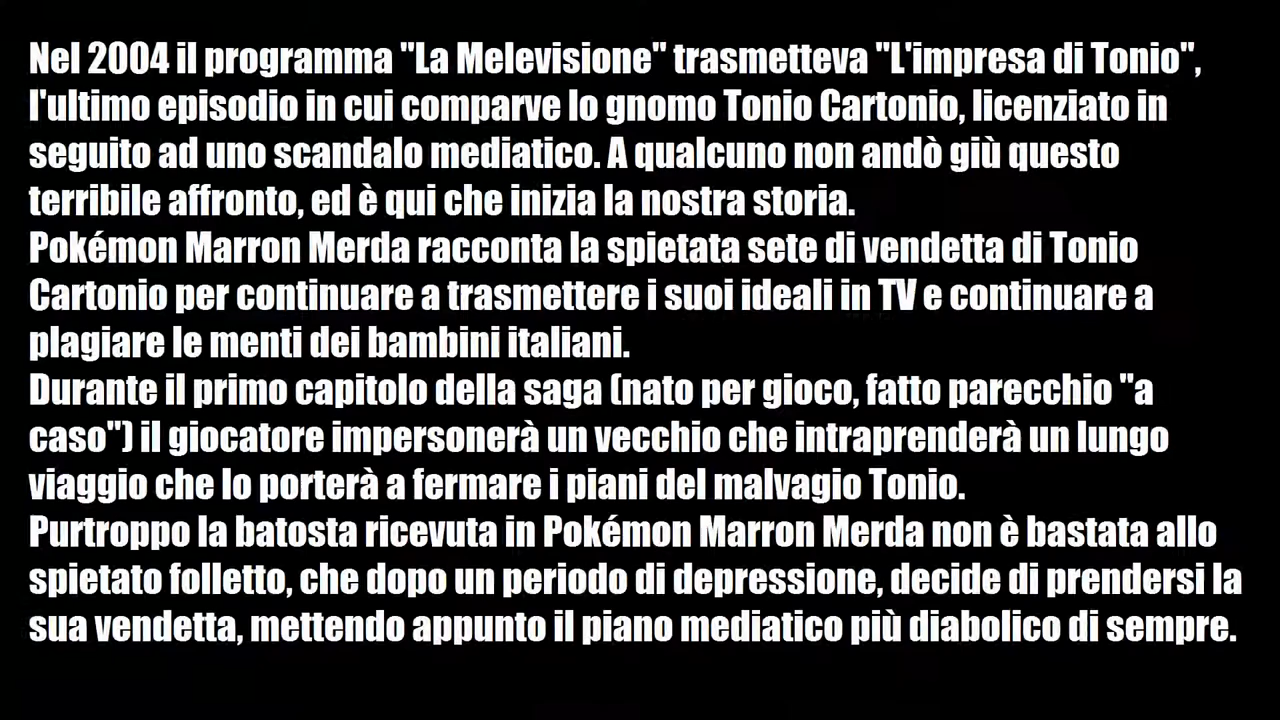 Nel 2004 il programma "La Melevisione" trasmetteva "L'impresa di Tonio",
l'ultimo episodio in cui comparve lo gnomo Tonio Cartonio, licenziato in
seguito ad uno scandalo mediatico. A qualcuno non andò giù questo
terribile affronto, ed è qui che inizia la nostra storia.
Pokémon Marron Merda racconta la spietata sete di vendetta di Tonio
Cartonio per continuare a trasmettere i suoi ideali in TV e continuare a
plagiare le menti dei bambini italiani.
Durante il primo capitolo della saga (nato per gioco, fatto parecchio "a
caso") il giocatore impersonerà un vecchio che intraprenderà un lungo
viaggio che lo porterà a fermare i piani del malvagio Tonio.
Purtroppo la batosta ricevuta in Pokémon Marron Merda non è bastata allo
spietato folletto, che dopo un periodo di depressione, decide di prendersi la
sua vendetta, mettendo appunto il piano mediatico più diabolico di sempre.